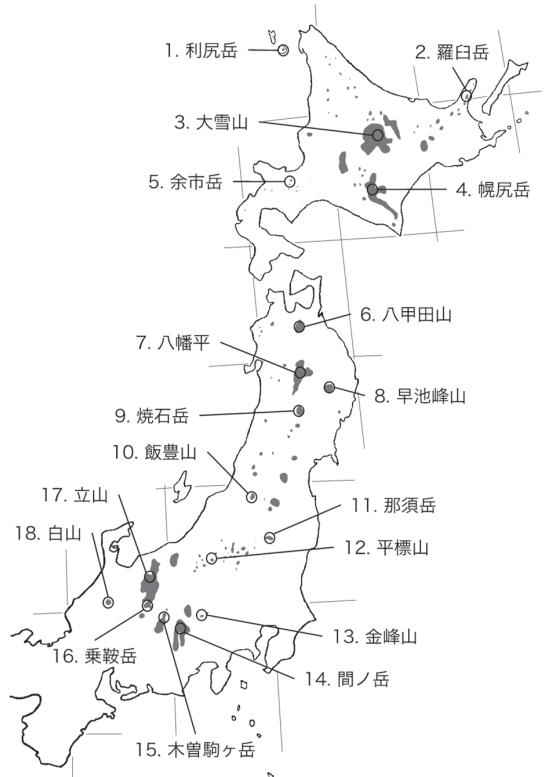 1. 利尻岳
2. 羅臼岳
3. 大雪山
4. 幌尻岳
5. 余市岳
6. 八甲田山
7. 八幡平
8. 早池峰山
9. 焼石岳
10. 飯豊山
11. 那須岳
12. 平標山
13. 金峰山
14. 間ノ岳
15. 木曽駒ヶ岳
16. 乗鞍岳
17. 立山
18. 白山